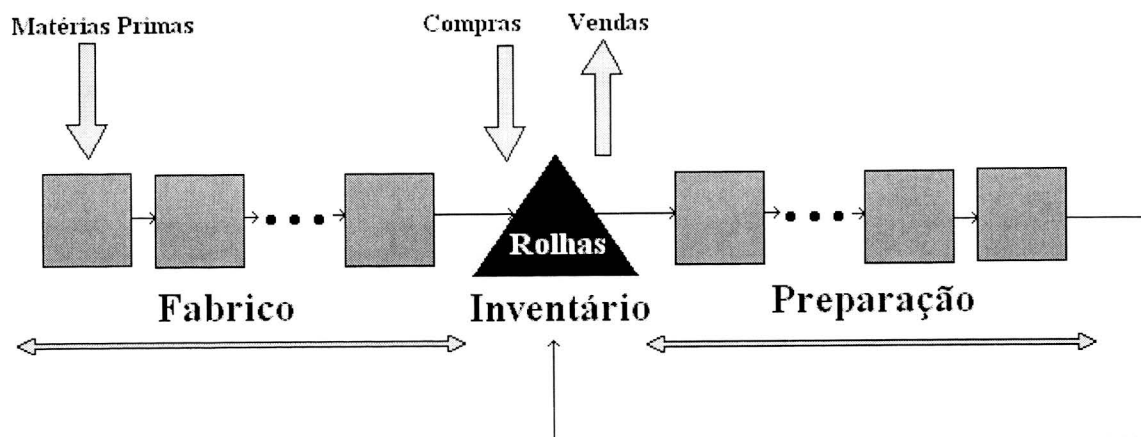 Matérias Primas
Compras
Vendas
Rolhas
Fabrico
Inventário
Preparação